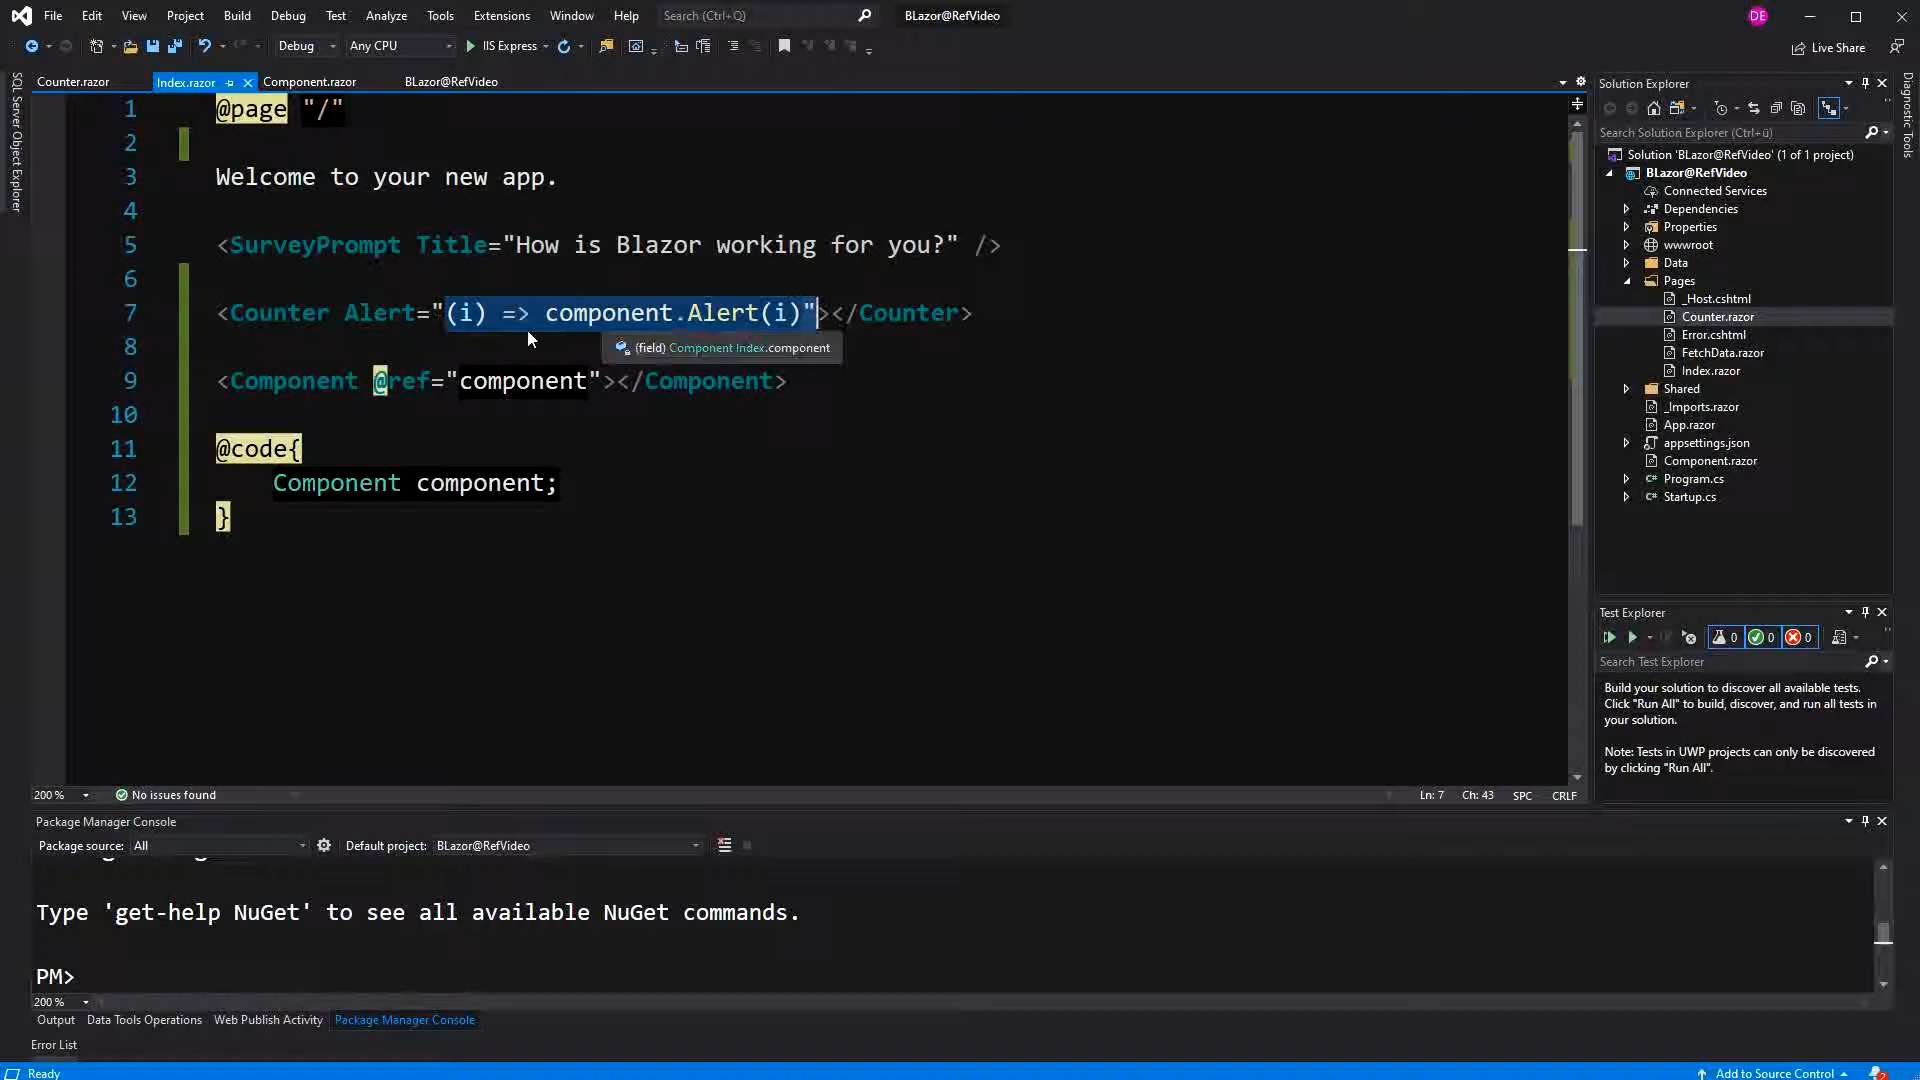 File Edit View Project Build Debug Test Analyze Tools Extensions Window Help Search (Ctrl+Q) BLazor@RefVideo DE
Debug Any CPU IIS Express Live Share
SQL Server Object Explorer
Counter.razor Index.razor Component.razor BLazor@RefVideo
1 @page "/"
2
3 Welcome to your new app.
4
5 <SurveyPrompt Title="How is Blazor working for you?" />
6
7 <Counter Alert="(i) => component.Alert(i)"></Counter>
8 (field) Component Index.component
9 <Component @ref="component"></Component>
10
11 @code{
12 Component component;
13 }
200 % No issues found Ln: 7 Ch: 43 SPC CRLF
Solution Explorer
Search Solution Explorer (Ctrl+ü)
Solution 'BLazor@RefVideo' (1 of 1 project)
BLazor@RefVideo
Connected Services
Dependencies
Properties
wwwroot
Data
Pages
_Host.cshtml
Counter.razor
Error.cshtml
FetchData.razor
Index.razor
Shared
_Imports.razor
App.razor
appsettings.json
Component.razor
C# Program.cs
C# Startup.cs
Diagnostic Tools
Test Explorer
0 0 0
Search Test Explorer
Build your solution to discover all available tests.
Click "Run All" to build, discover, and run all tests in
your solution.
Note: Tests in UWP projects can only be discovered
by clicking "Run All".
Package Manager Console
Package source: All Default project: BLazor@RefVideo
Type 'get-help NuGet' to see all available NuGet commands.
PM>
200 %
Output Data Tools Operations Web Publish Activity Package Manager Console
Error List
Ready Add to Source Control 2